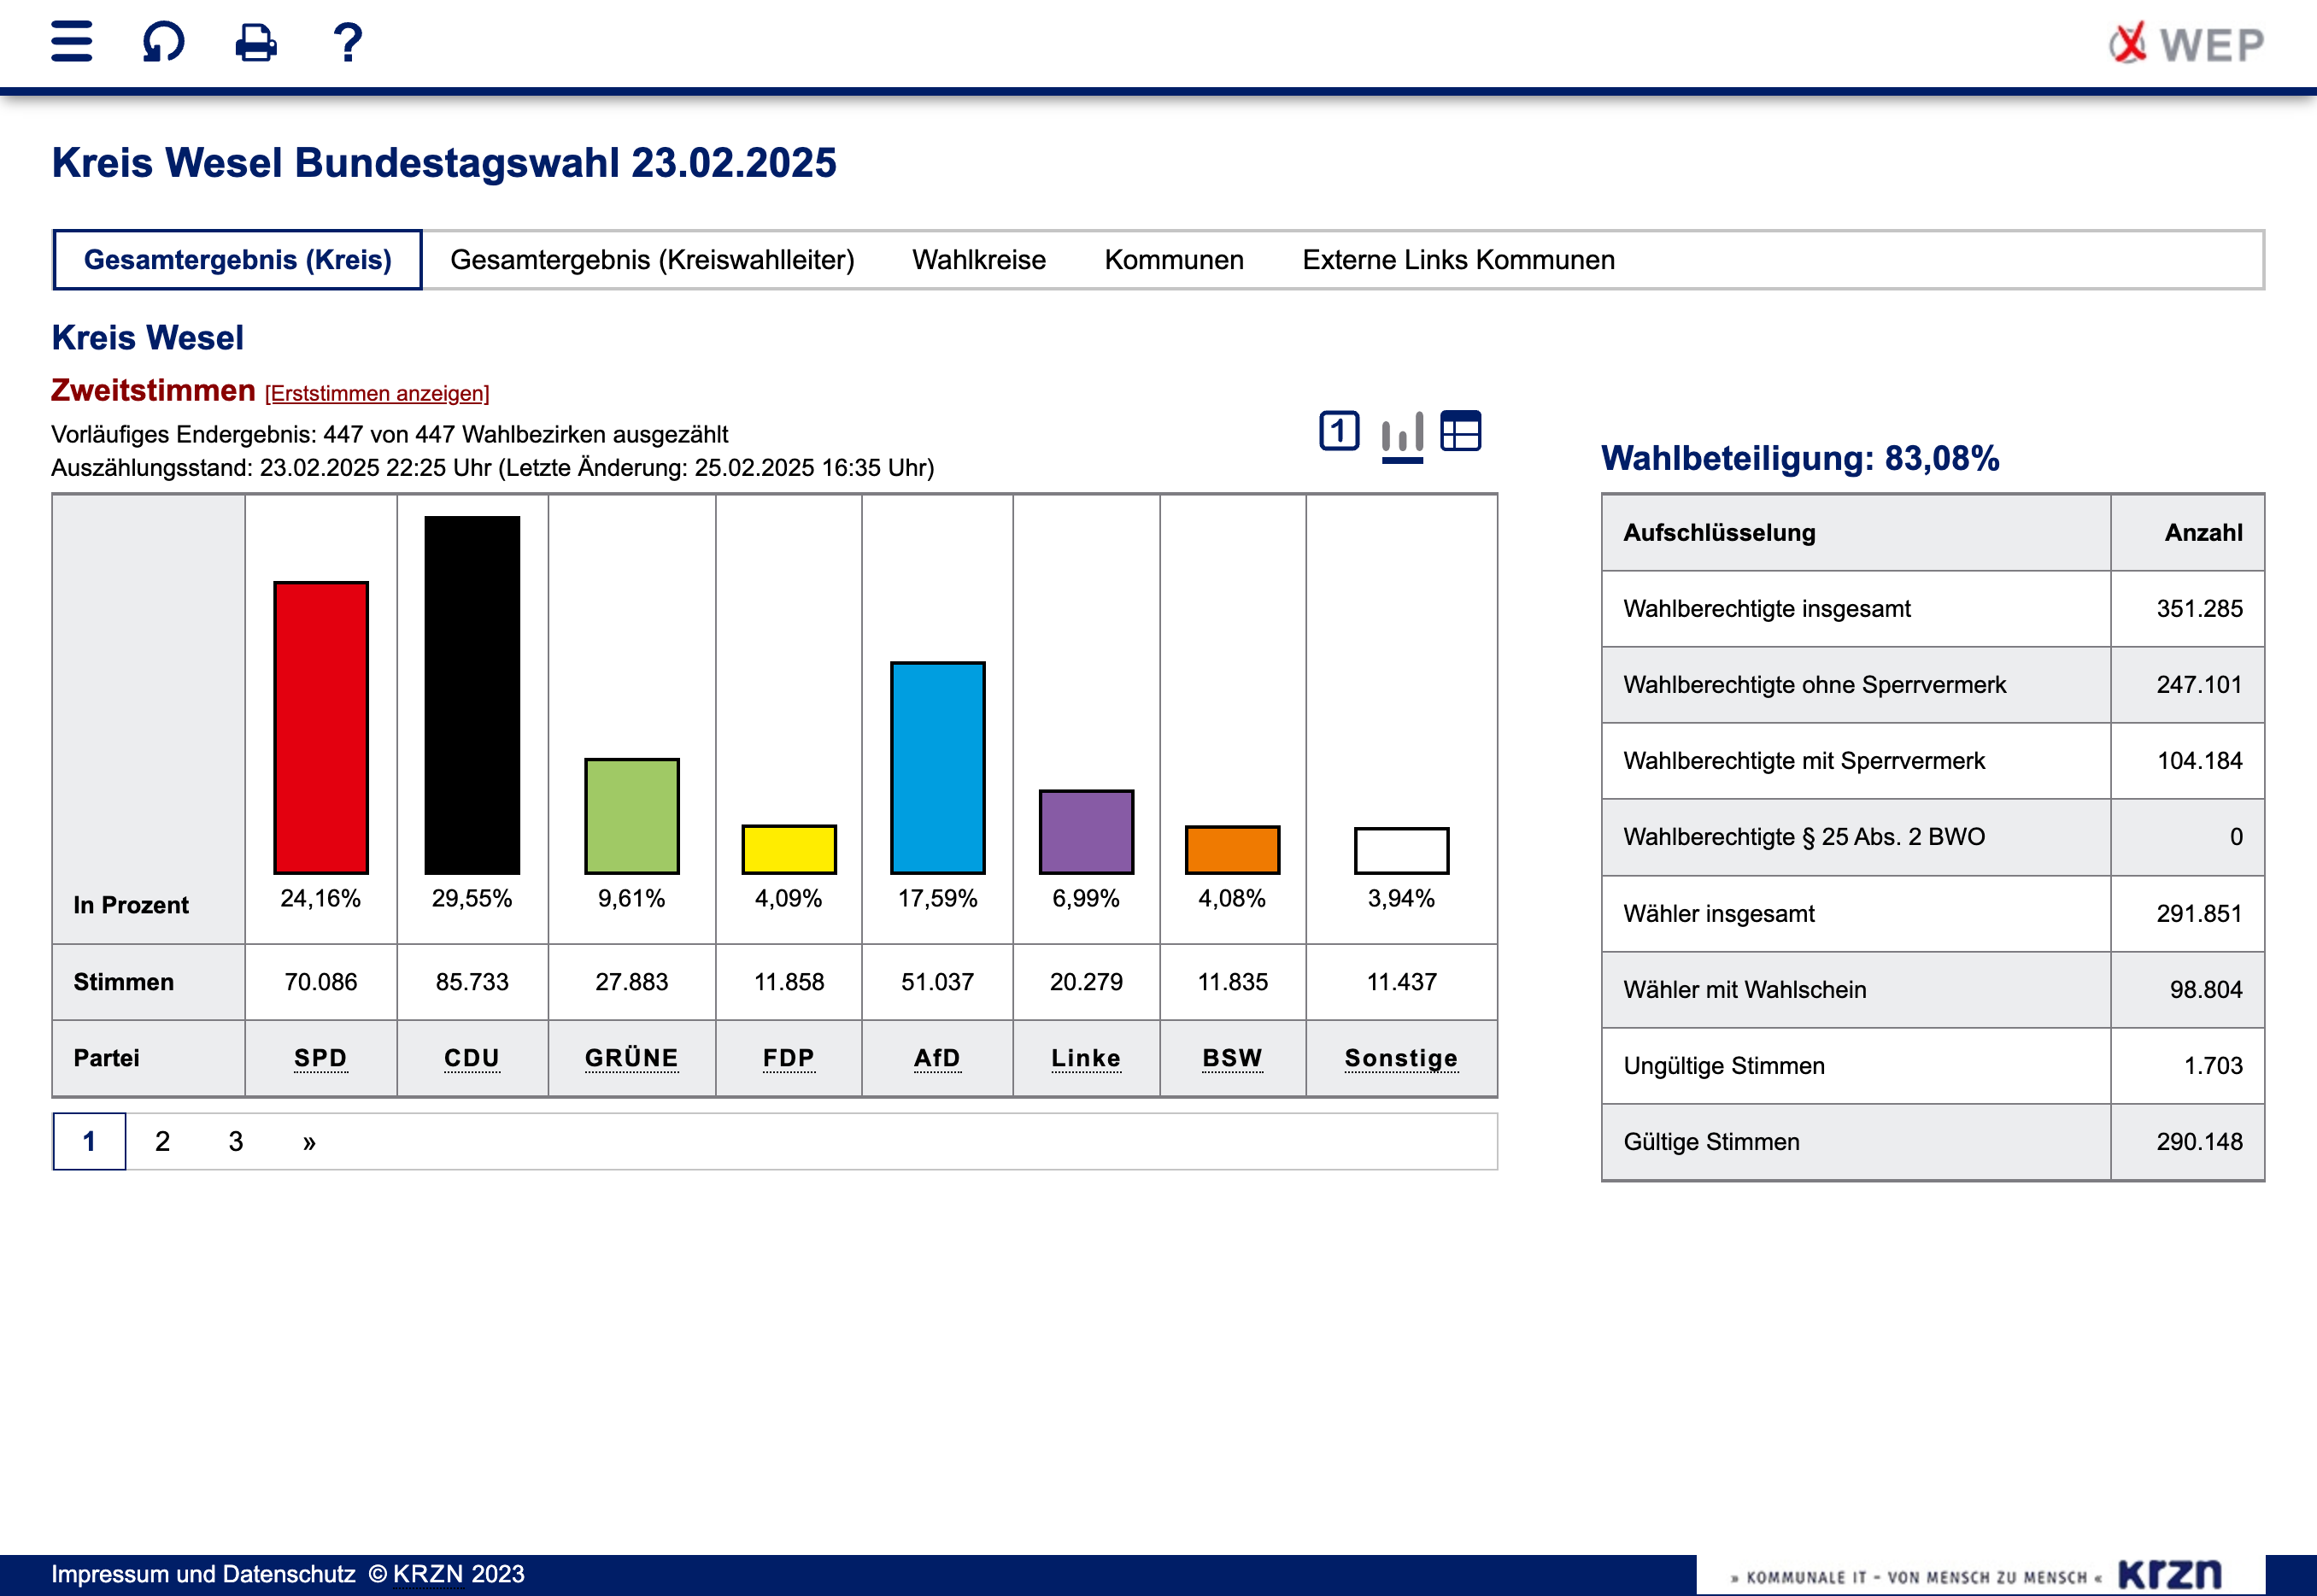 ?
WEP
Kreis Wesel Bundestagswahl 23.02.2025
Gesamtergebnis (Kreis) Gesamtergebnis (Kreiswahlleiter) Wahlkreise Kommunen Externe Links Kommunen
Kreis Wesel
Zweitstimmen [Erststimmen anzeigen]
Vorläufiges Endergebnis: 447 von 447 Wahlbezirken ausgezählt
Auszählungsstand: 23.02.2025 22:25 Uhr (Letzte Änderung: 25.02.2025 16:35 Uhr)
1
In Prozent 24,16% 29,55% 9,61% 4,09% 17,59% 6,99% 4,08% 3,94%
Stimmen 70.086 85.733 27.883 11.858 51.037 20.279 11.835 11.437
Partei SPD CDU GRÜNE FDP AfD Linke BSW Sonstige
1 2 3 »
Wahlbeteiligung: 83,08%
Aufschlüsselung Anzahl
Wahlberechtigte insgesamt 351.285
Wahlberechtigte ohne Sperrvermerk 247.101
Wahlberechtigte mit Sperrvermerk 104.184
Wahlberechtigte § 25 Abs. 2 BWO 0
Wähler insgesamt 291.851
Wähler mit Wahlschein 98.804
Ungültige Stimmen 1.703
Gültige Stimmen 290.148
Impressum und Datenschutz © KRZN 2023
» KOMMUNALE IT – VON MENSCH ZU MENSCH « krzn